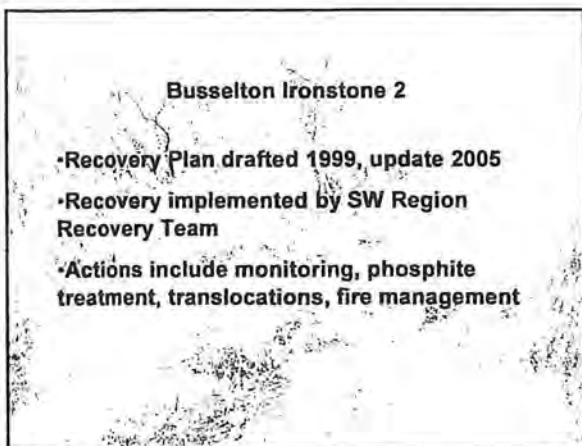 Busselton Ironstone 2
•Recovery Plan drafted 1999, update 2005
•Recovery implemented by SW Region
Recovery Team
•Actions include monitoring, phosphite
treatment, translocations, fire management